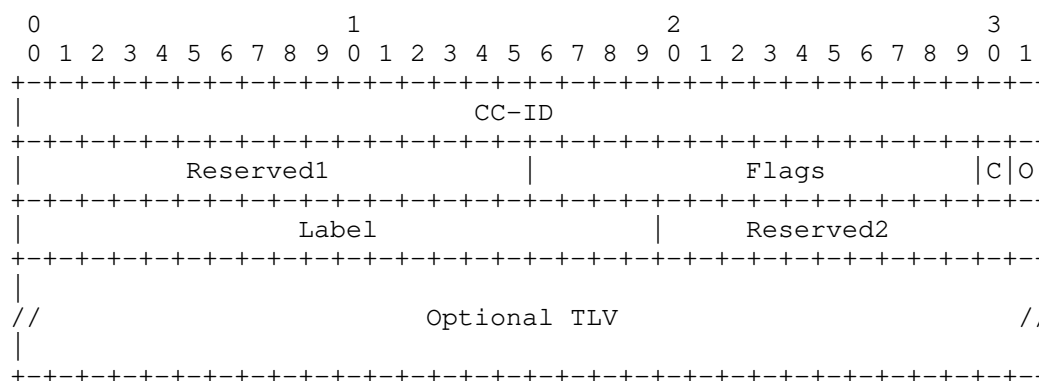 0                   1                   2                   3
 0 1 2 3 4 5 6 7 8 9 0 1 2 3 4 5 6 7 8 9 0 1 2 3 4 5 6 7 8 9 0 1
+-+-+-+-+-+-+-+-+-+-+-+-+-+-+-+-+-+-+-+-+-+-+-+-+-+-+-+-+-+-+-+-
|                            CC-ID
+-+-+-+-+-+-+-+-+-+-+-+-+-+-+-+-+-+-+-+-+-+-+-+-+-+-+-+-+-+-+-+-
|          Reserved1            |             Flags         |C|O
+-+-+-+-+-+-+-+-+-+-+-+-+-+-+-+-+-+-+-+-+-+-+-+-+-+-+-+-+-+-+-+-
|                 Label                 |     Reserved2
+-+-+-+-+-+-+-+-+-+-+-+-+-+-+-+-+-+-+-+-+-+-+-+-+-+-+-+-+-+-+-+-
|
//                        Optional TLV                         //
|
+-+-+-+-+-+-+-+-+-+-+-+-+-+-+-+-+-+-+-+-+-+-+-+-+-+-+-+-+-+-+-+-